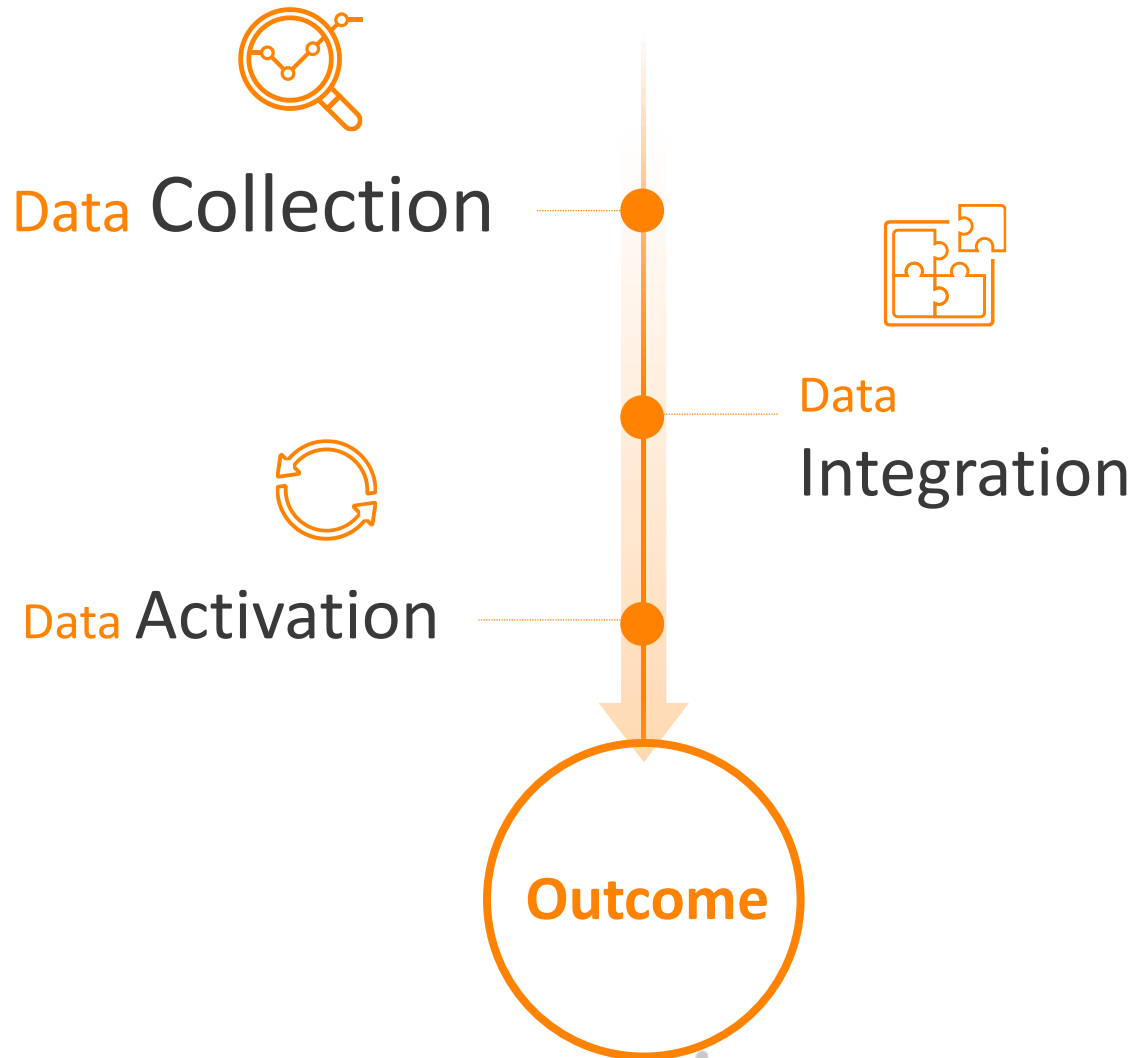 Data Collection
Data
Integration
Data Activation
Outcome